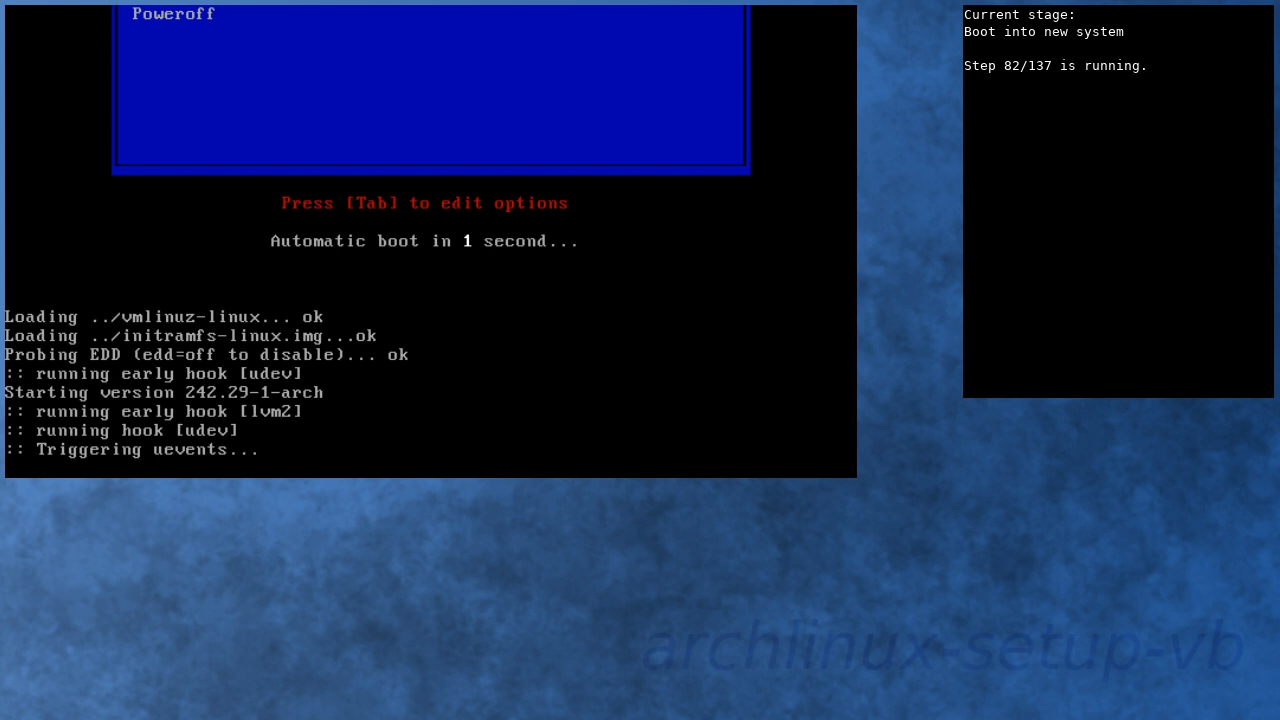 Poweroff
Press [Tab] to edit options
Automatic boot in 1 second...
Loading ../vmlinuz-linux... ok
Loading ../initramfs-linux.img...ok
Probing EDD (edd=off to disable)... ok
:: running early hook [udev]
Starting version 242.29-1-arch
:: running early hook [lvm2]
:: running hook [udev]
:: Triggering uevents...
Current stage:
Boot into new system
Step 82/137 is running.
archlinux-setup-vb